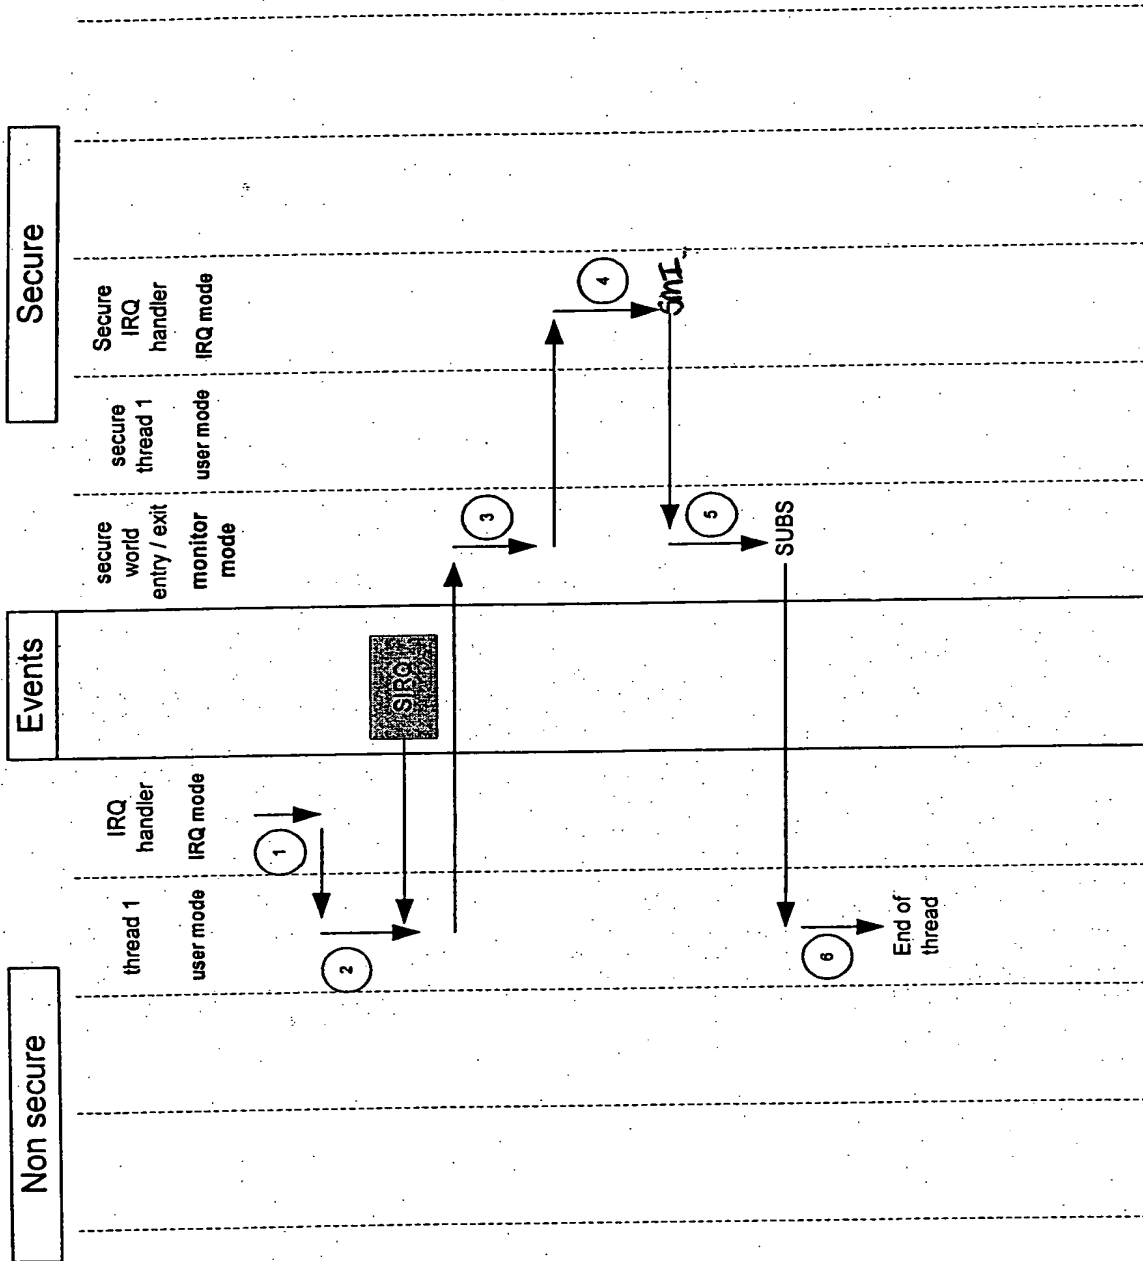 Non secure
Events
Secure
thread 1
user mode
IRQ
handler
IRQ mode
secure
world
entry / exit
monitor
mode
secure
thread 1
user mode
Secure
IRQ
handler
IRQ mode
1
2
SIRQ
3
4
SMI
5
SUBS
6
End of
thread